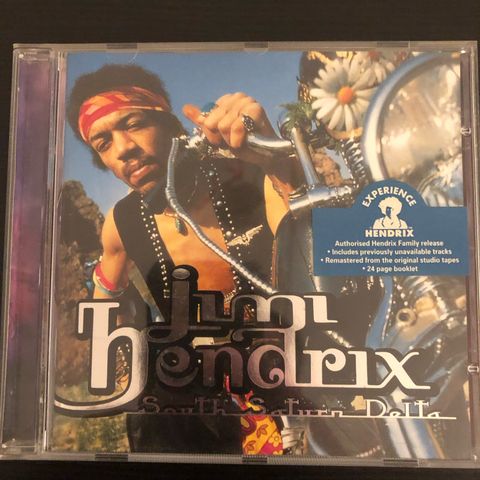 EXPERIENCE
HENDRIX
Authorised Hendrix Family release
• Includes previously unavailable tracks
• Remastered from the original studio tapes
• 24 page booklet
jimi
hendrix
South Saturn Delta